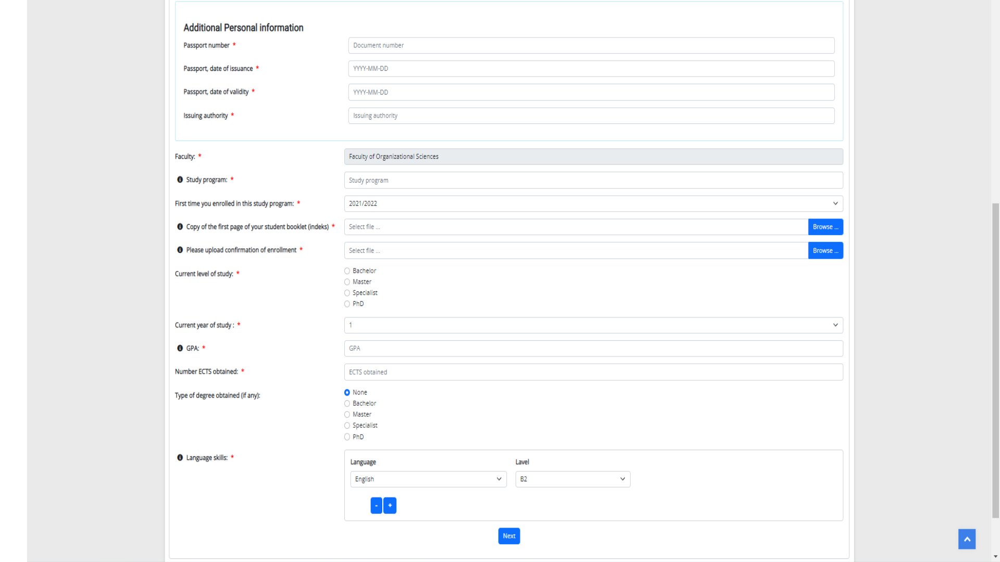 Additional Personal information
Passport number *
Document number
Passport, date of issuance *
YYYY-MM-DD
Passport, date of validity *
YYYY-MM-DD
Issuing authority *
Issuing authority
Faculty: *
Faculty of Organizational Sciences
Study program: *
Study program
First time you enrolled in this study program: *
2021/2022
Copy of the first page of your student booklet (indeks) *
Select file ...
Browse ...
Please upload confirmation of enrollment *
Select file ...
Browse ...
Current level of study: *
Bachelor
Master
Specialist
PhD
Current year of study : *
1
GPA: *
GPA
Number ECTS obtained: *
ECTS obtained
Type of degree obtained (if any):
None
Bachelor
Master
Specialist
PhD
Language skills: *
Language
Lavel
English
B2
-
+
Next